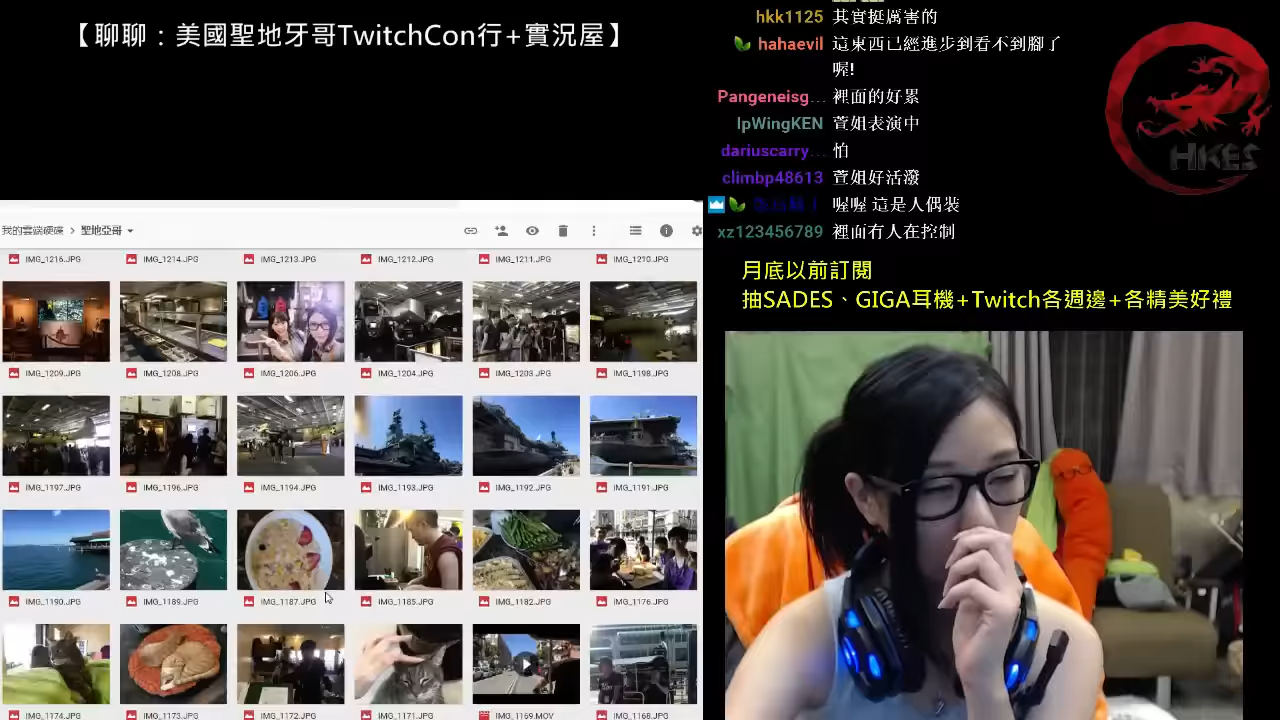 【聊聊：美國聖地牙哥TwitchCon行+實況屋】
hkk1125 其實挺厲害的
hahaevil 這東西已經進步到看不到腳了
喔!
Pangeneisg... 裡面的好累
IpWingKEN 萱姐表演中
dariuscarry... 怕
climbp48613 萱姐好活潑
喔喔 這是人偶裝
xz123456789 裡面有人在控制
HKES
月底以前訂閱
抽SADES、GIGA耳機+Twitch各週邊+各精美好禮
我的雲端硬碟 > 聖地亞哥
IMG_1216.JPG IMG_1214.JPG IMG_1213.JPG IMG_1212.JPG IMG_1211.JPG IMG_1210.JPG
IMG_1209.JPG IMG_1208.JPG IMG_1206.JPG IMG_1204.JPG IMG_1203.JPG IMG_1198.JPG
IMG_1197.JPG IMG_1196.JPG IMG_1194.JPG IMG_1193.JPG IMG_1192.JPG IMG_1191.JPG
IMG_1190.JPG IMG_1189.JPG IMG_1187.JPG IMG_1185.JPG IMG_1182.JPG IMG_1176.JPG
IMG_1174.JPG IMG_1173.JPG IMG_1172.JPG IMG_1171.JPG IMG_1169.MOV IMG_1168.JPG